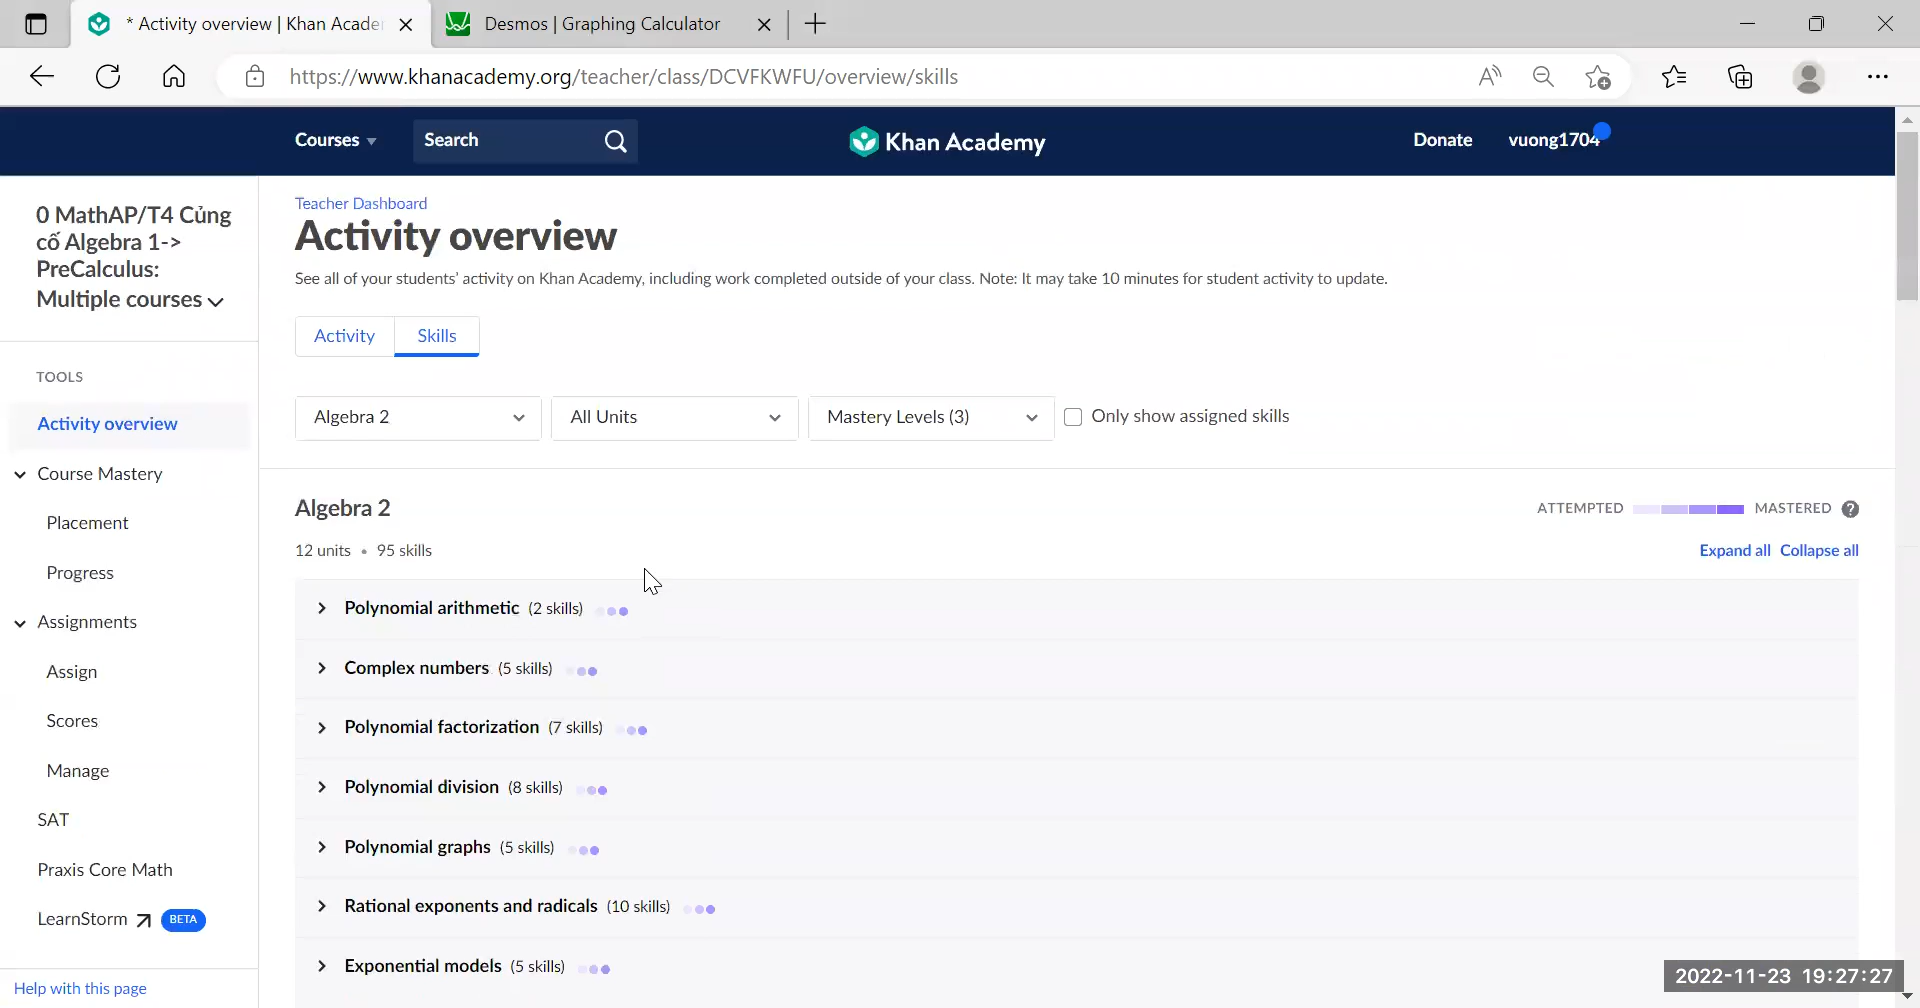 * Activity overview | Khan Acade
Desmos | Graphing Calculator
https://www.khanacademy.org/teacher/class/DCVFKWFU/overview/skills
Courses
Search
Khan Academy
Donate
vuong1704
0 MathAP/T4 Củng
cố Algebra 1->
PreCalculus:
Multiple courses
TOOLS
Activity overview
Course Mastery
Placement
Progress
Assignments
Assign
Scores
Manage
SAT
Praxis Core Math
LearnStorm BETA
Help with this page
Teacher Dashboard
Activity overview
See all of your students' activity on Khan Academy, including work completed outside of your class. Note: It may take 10 minutes for student activity to update.
Activity
Skills
Algebra 2
All Units
Mastery Levels (3)
Only show assigned skills
Algebra 2
ATTEMPTED
MASTERED ?
12 units • 95 skills
Expand all
Collapse all
Polynomial arithmetic (2 skills)
Complex numbers (5 skills)
Polynomial factorization (7 skills)
Polynomial division (8 skills)
Polynomial graphs (5 skills)
Rational exponents and radicals (10 skills)
Exponential models (5 skills)
2022-11-23 19:27:27